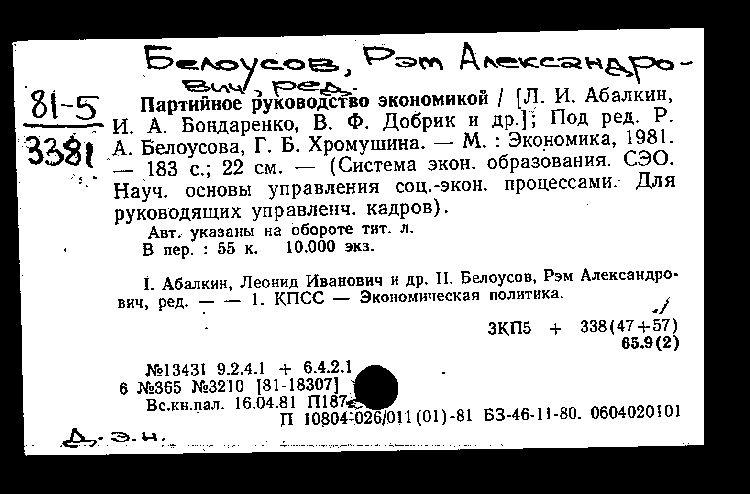 Белоусов, Рэм Александро-
вич, ред.
81-5
3381
Партийное руководство экономикой / [Л. И. Абалкин,
И. А. Бондаренко, В. Ф. Добрик и др.]; Под ред. Р.
А. Белоусова, Г. Б. Хромушина. — М. : Экономика, 1981.
— 183 с.; 22 см. — (Система экон. образования. СЭО.
Науч. основы управления соц.-экон. процессами. Для
руководящих управленч. кадров).
Авт. указаны на обороте тит. л.
В пер. : 55 к. 10.000 экз.
I. Абалкин, Леонид Иванович и др. II. Белоусов, Рэм Александро-
вич, ред. — — 1. КПСС — Экономическая политика.
3КП5 + 338(47+57)
65.9(2)
№13431 9.2.4.1 + 6.4.2.1
6 №365 №3210 [81-18307]
Вс.кн.пал. 16.04.81 П187
П 10804-026/011(01)-81 БЗ-46-11-80. 0604020101
Д.э.н.